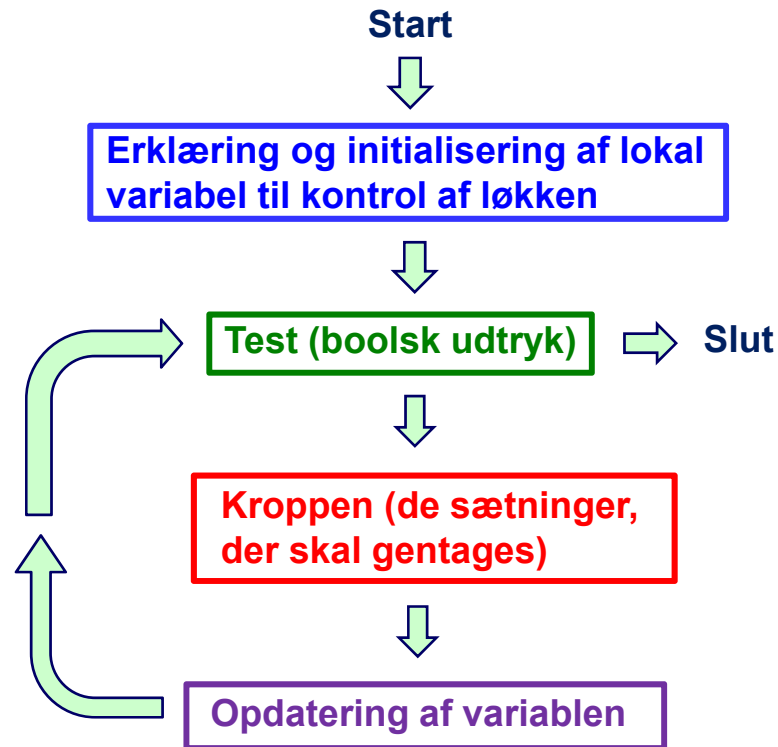 Start
Erklæring og initialisering af lokal
variabel til kontrol af løkken
Test (boolsk udtryk)
Slut
Kroppen (de sætninger,
der skal gentages)
Opdatering af variablen